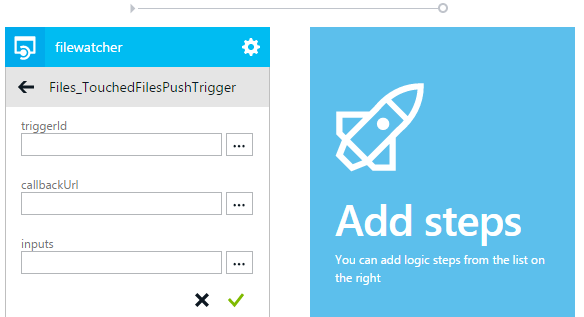 filewatcher
Files_TouchedFilesPushTrigger
triggerId
...
callbackUrl
...
inputs
...
Add steps
You can add logic steps from the list on
the right